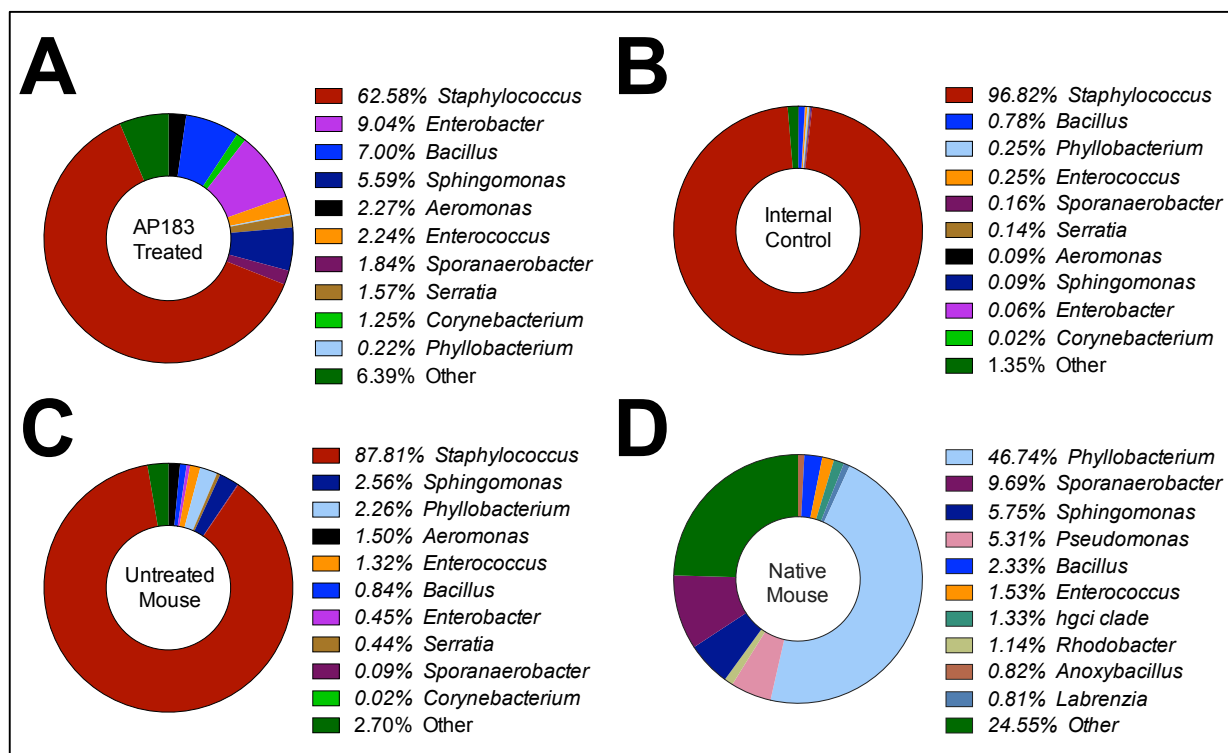 A
AP183
Treated
62.58% Staphylococcus
9.04% Enterobacter
7.00% Bacillus
5.59% Sphingomonas
2.27% Aeromonas
2.24% Enterococcus
1.84% Sporanaerobacter
1.57% Serratia
1.25% Corynebacterium
0.22% Phyllobacterium
6.39% Other
B
Internal
Control
96.82% Staphylococcus
0.78% Bacillus
0.25% Phyllobacterium
0.25% Enterococcus
0.16% Sporanaerobacter
0.14% Serratia
0.09% Aeromonas
0.09% Sphingomonas
0.06% Enterobacter
0.02% Corynebacterium
1.35% Other
C
Untreated
Mouse
87.81% Staphylococcus
2.56% Sphingomonas
2.26% Phyllobacterium
1.50% Aeromonas
1.32% Enterococcus
0.84% Bacillus
0.45% Enterobacter
0.44% Serratia
0.09% Sporanaerobacter
0.02% Corynebacterium
2.70% Other
D
Native
Mouse
46.74% Phyllobacterium
9.69% Sporanaerobacter
5.75% Sphingomonas
5.31% Pseudomonas
2.33% Bacillus
1.53% Enterococcus
1.33% hgci clade
1.14% Rhodobacter
0.82% Anoxybacillus
0.81% Labrenzia
24.55% Other